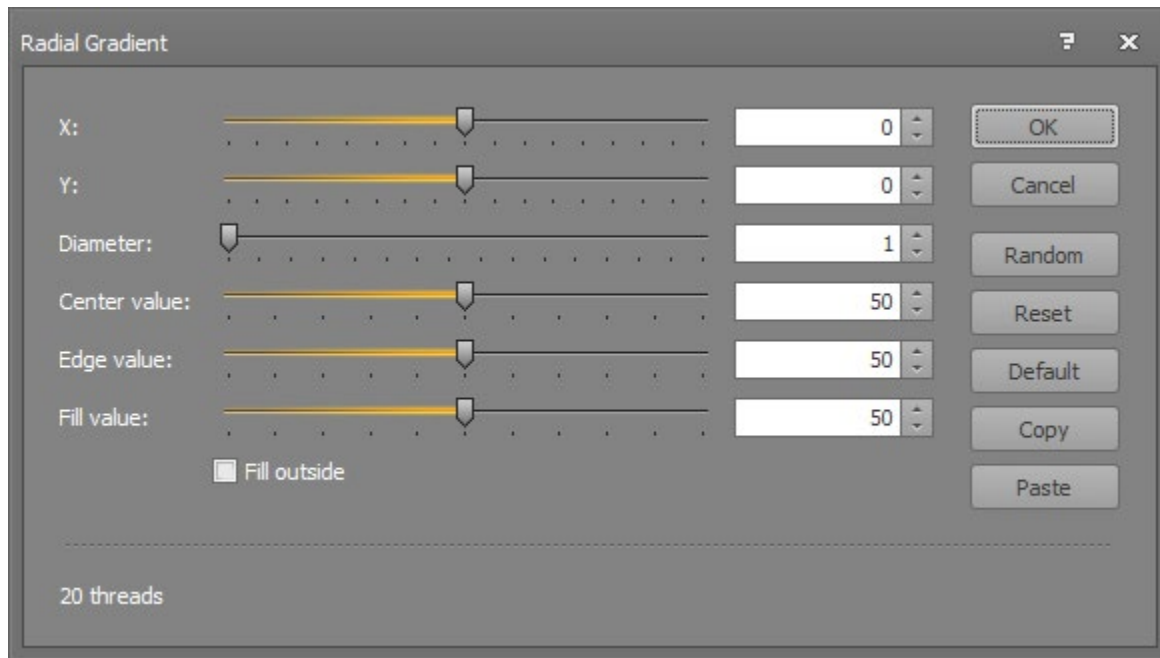 Radial Gradient
X: 0 OK
Y: 0 Cancel
Diameter: 1 Random
Center value: 50 Reset
Edge value: 50 Default
Fill value: 50 Copy
Fill outside Paste
20 threads